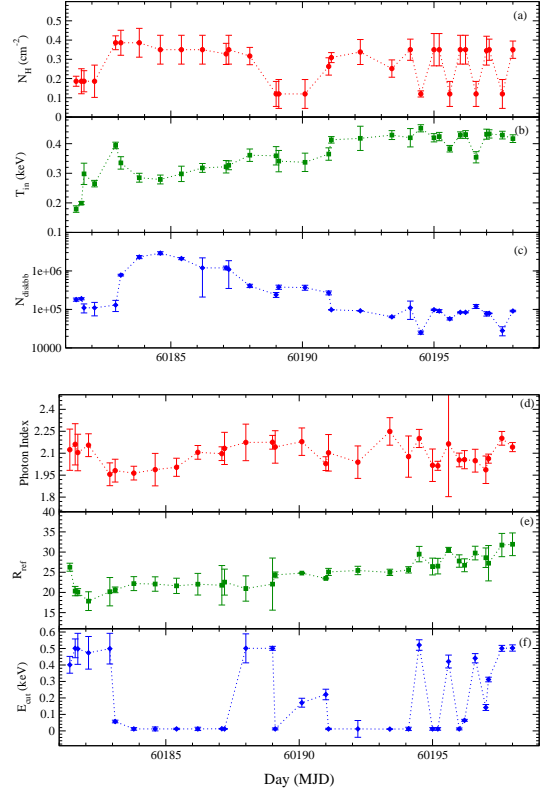 0.5
0.4
0.3
0.2
0.1
0
N_H (cm⁻²)
(a)
0.4
0.3
0.2
0.1
T_in (keV)
(b)
1e+06
1e+05
10000
N_diskbb
(c)
60185 60190 60195
2.4
2.25
2.1
1.95
1.8
Photon Index
(d)
40
35
30
25
20
15
R_ref
(e)
0.6
0.5
0.4
0.3
0.2
0.1
0
E_cut (keV)
(f)
60185 60190 60195
Day (MJD)